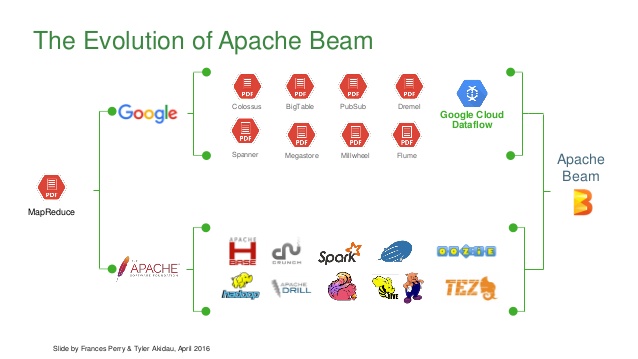 The Evolution of Apache Beam
PDF
PDF
PDF
PDF
Colossus
BigTable
PubSub
Dremel
Google
Google Cloud
Dataflow
PDF
PDF
PDF
PDF
Spanner
Megastore
Millwheel
Flume
Apache
Beam
PDF
MapReduce
APACHE
HBASE
CRUNCH
Spark
OOZIE
APACHE
SOFTWARE FOUNDATION
hadoop
APACHE
DRILL
HIVE
TEZ
Slide by Frances Perry & Tyler Akidau, April 2016